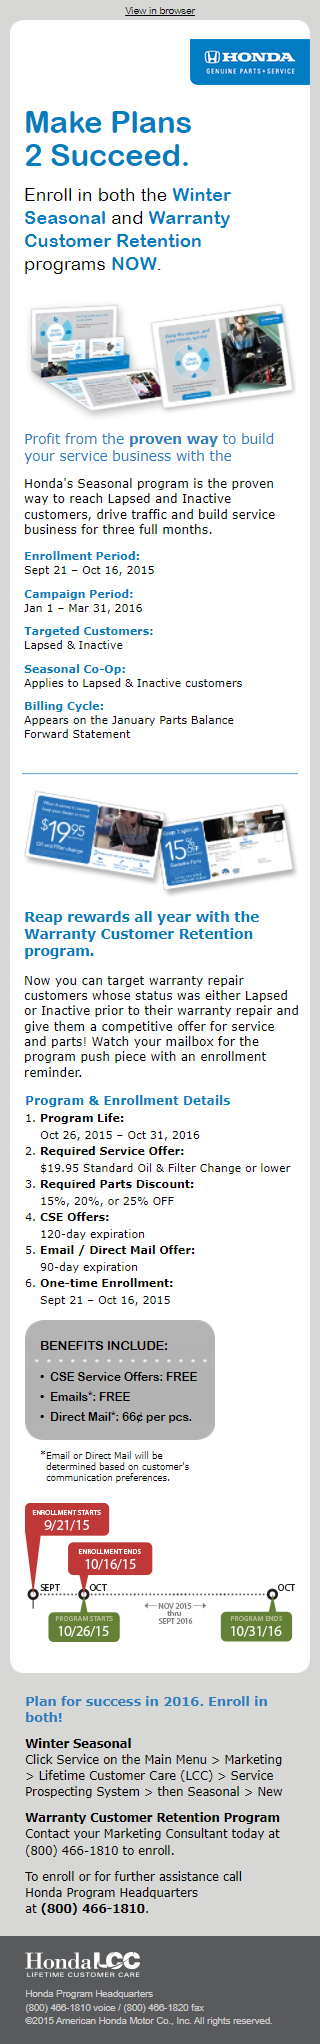 View in browser
HONDA
GENUINE PARTS + SERVICE
Make Plans
2 Succeed.
Enroll in both the Winter
Seasonal and Warranty
Customer Retention
programs NOW.
Profit from the proven way to build
your service business with the
Honda's Seasonal program is the proven
way to reach Lapsed and Inactive
customers, drive traffic and build service
business for three full months.
Enrollment Period:
Sept 21 – Oct 16, 2015
Campaign Period:
Jan 1 – Mar 31, 2016
Targeted Customers:
Lapsed & Inactive
Seasonal Co-Op:
Applies to Lapsed & Inactive customers
Billing Cycle:
Appears on the January Parts Balance
Forward Statement
$19.95
Oil and Filter change
15%
OFF
Genuine Parts
Reap rewards all year with the
Warranty Customer Retention
program.
Now you can target warranty repair
customers whose status was either Lapsed
or Inactive prior to their warranty repair and
give them a competitive offer for service
and parts! Watch your mailbox for the
program push piece with an enrollment
reminder.
Program & Enrollment Details
1. Program Life:
Oct 26, 2015 – Oct 31, 2016
2. Required Service Offer:
$19.95 Standard Oil & Filter Change or lower
3. Required Parts Discount:
15%, 20%, or 25% OFF
4. CSE Offers:
120-day expiration
5. Email / Direct Mail Offer:
90-day expiration
6. One-time Enrollment:
Sept 21 – Oct 16, 2015
BENEFITS INCLUDE:
• CSE Service Offers: FREE
• Emails*: FREE
• Direct Mail*: 66¢ per pcs.
*Email or Direct Mail will be
determined based on customer's
communication preferences.
ENROLLMENT STARTS
9/21/15
ENROLLMENT ENDS
10/16/15
SEPT
OCT
OCT
NOV 2015
thru
SEPT 2016
PROGRAM STARTS
10/26/15
PROGRAM ENDS
10/31/16
Plan for success in 2016. Enroll in
both!
Winter Seasonal
Click Service on the Main Menu > Marketing
> Lifetime Customer Care (LCC) > Service
Prospecting System > then Seasonal > New
Warranty Customer Retention Program
Contact your Marketing Consultant today at
(800) 466-1810 to enroll.
To enroll or for further assistance call
Honda Program Headquarters
at (800) 466-1810.
HondaLCC
LIFETIME CUSTOMER CARE
Honda Program Headquarters
(800) 466-1810 voice / (800) 466-1820 fax
©2015 American Honda Motor Co., Inc. All rights reserved.